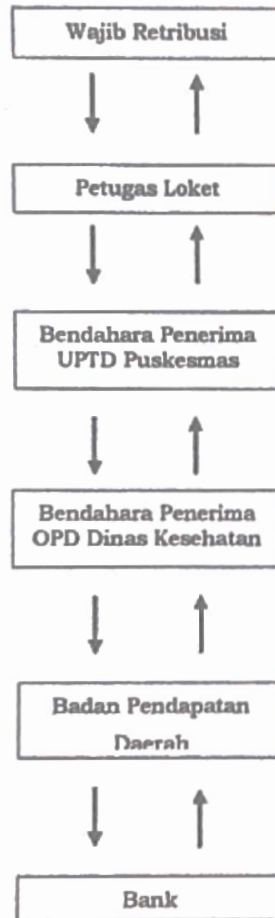 Wajib Retribusi
Petugas Loket
Bendahara Penerima
UPTD Puskesmas
Bendahara Penerima
OPD Dinas Kesehatan
Badan Pendapatan
Daerah
Bank